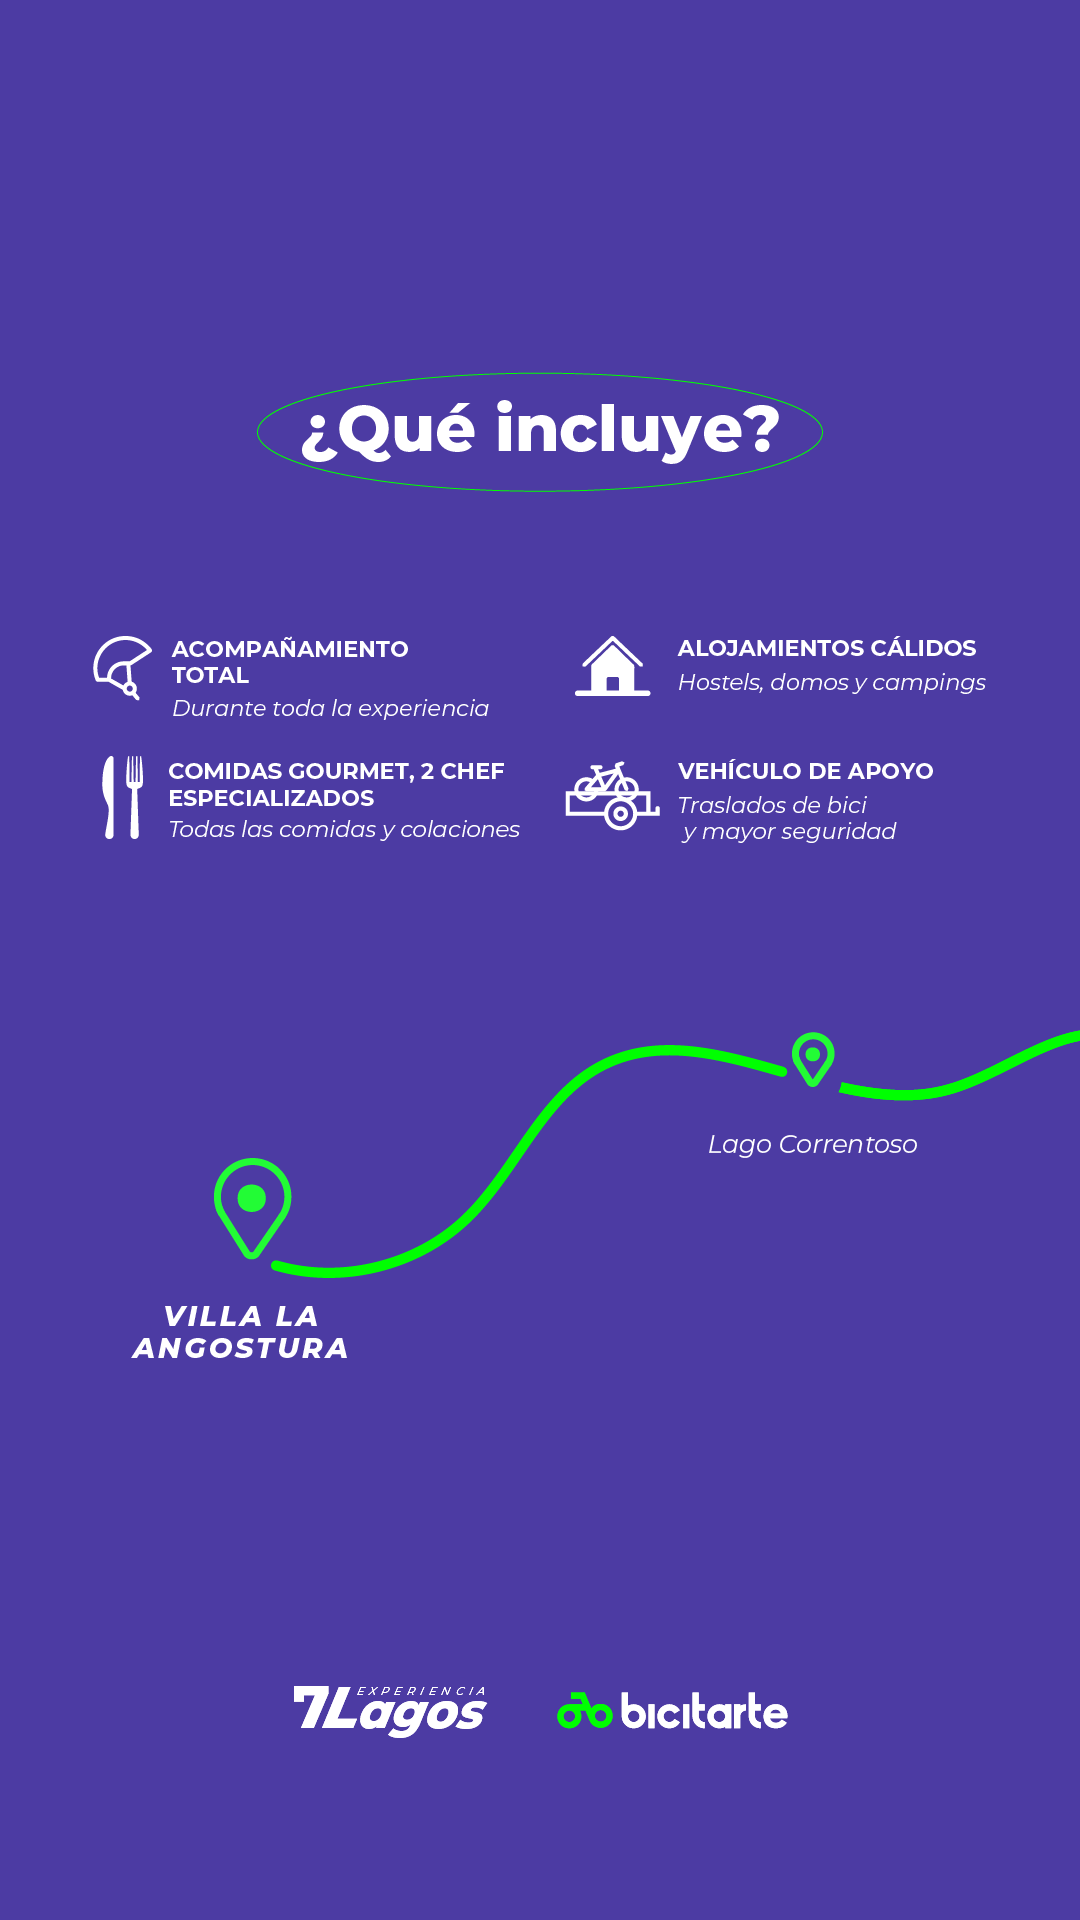 ¿Qué incluye?
ACOMPAÑAMIENTO
TOTAL
Durante toda la experiencia
ALOJAMIENTOS CÁLIDOS
Hostels, domos y campings
COMIDAS GOURMET, 2 CHEF
ESPECIALIZADOS
Todas las comidas y colaciones
VEHÍCULO DE APOYO
Traslados de bici
y mayor seguridad
Lago Correntoso
VILLA LA
ANGOSTURA
EXPERIENCIA
7Lagos
bicitarte